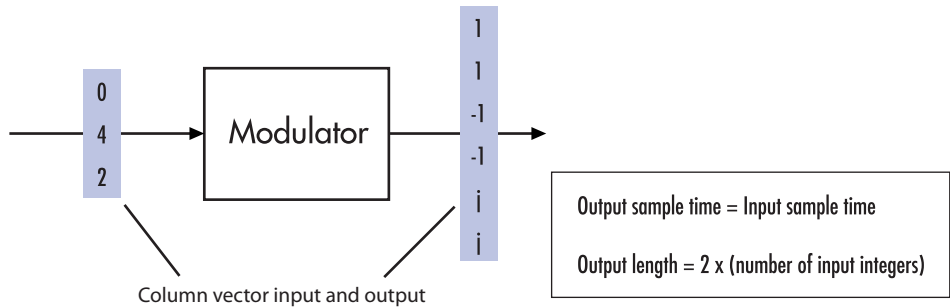 0
4
2
Modulator
1
1
-1
-1
j
j
Output sample time = Input sample time
Output length = 2 x (number of input integers)
Column vector input and output